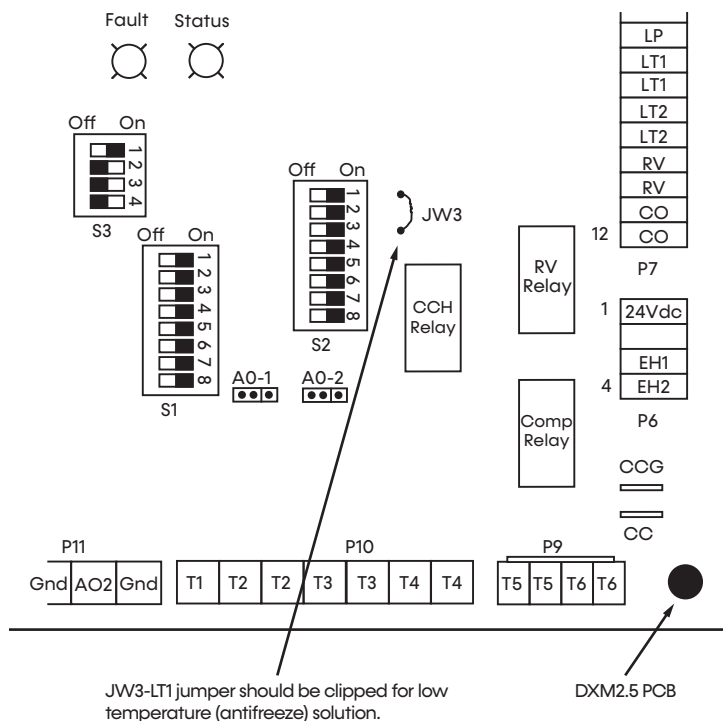 Fault Status
LP
LT1
LT1
LT2
LT2
RV
RV
CO
12 CO
P7
Off On
1
2
3
4
S3
Off On
1
2
3
4
5
6
7
8
S2
JW3
Off On
1
2
3
4
5
6
7
8
S1
RV
Relay
CCH
Relay
1 24Vdc
EH1
4 EH2
P6
A0-1 A0-2
Comp
Relay
CCG
CC
P11 P10 P9
Gnd AO2 Gnd T1 T2 T2 T3 T3 T4 T4 T5 T5 T6 T6
JW3-LT1 jumper should be clipped for low
temperature (antifreeze) solution.
DXM2.5 PCB